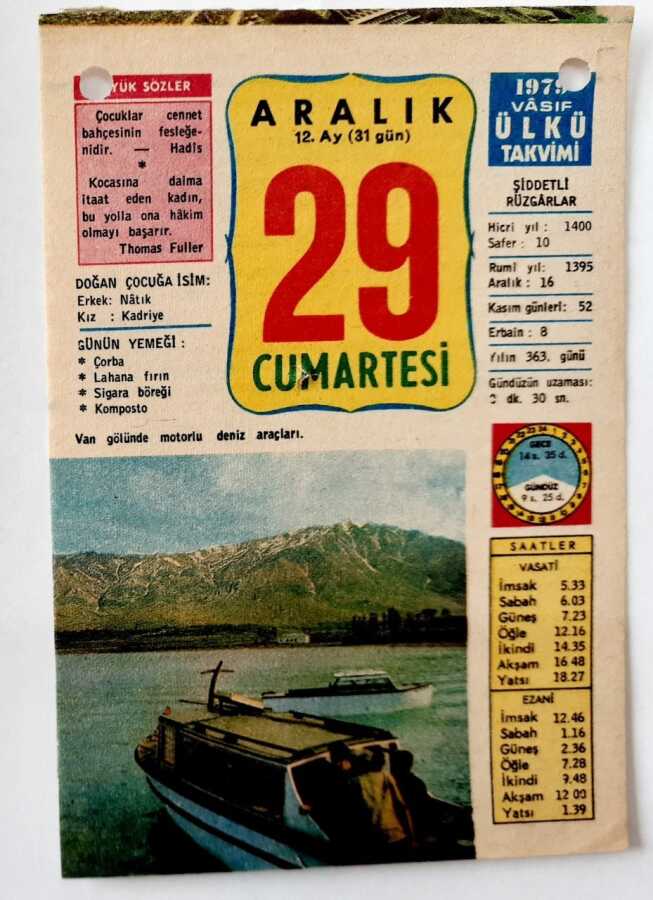 YÜK SÖZLER
Çocuklar cennet
bahçesinin fesleğe-
nidir. — Hadis
*
Kocasına daima
itaat eden kadın,
bu yolla ona hâkim
olmayı başarır.
Thomas Fuller
DOĞAN ÇOCUĞA İSİM:
Erkek: Nâtık
Kız : Kadriye
GÜNÜN YEMEĞİ :
* Çorba
* Lahana fırın
* Sigara böreği
* Komposto
ARALIK
12. Ay (31 gün)
29
CUMARTESİ
1979
VÂSIF
ÜLKÜ
TAKVİMİ
ŞİDDETLİ
RÜZGÂRLAR
Hicri yıl : 1400
Safer : 10
Rumi yıl: 1395
Aralık : 16
Kasım günleri: 52
Erbain : 8
Yılın 363. günü
Gündüzün uzaması:
dk. 30 sn.
GECE
14 s. 35 d.
GÜNDÜZ
9 s. 25 d.
SAATLER
VASATİ
İmsak 5.33
Sabah 6.03
Güneş 7.23
Öğle 12.16
İkindi 14.35
Akşam 16 48
Yatsı 18.27
EZANİ
İmsak 12.46
Sabah 1.16
Güneş 2.36
Öğle 7.28
İkindi 9.48
Akşam 12 00
Yatsı 1.39
Van gölünde motorlu deniz araçları.